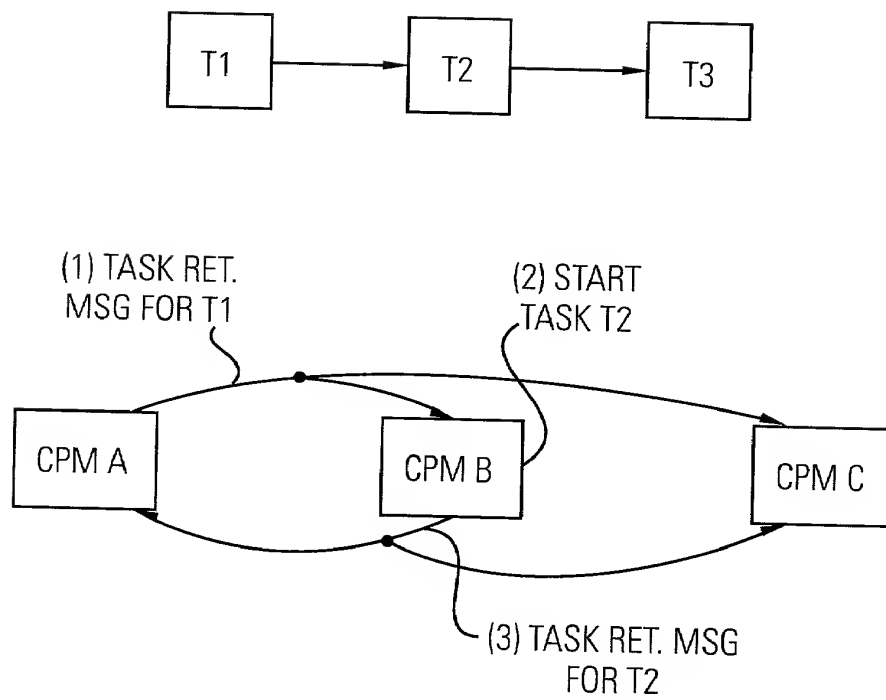 T1
T2
T3
(1) TASK RET.
MSG FOR T1
(2) START
TASK T2
CPM A
CPM B
CPM C
(3) TASK RET. MSG
FOR T2